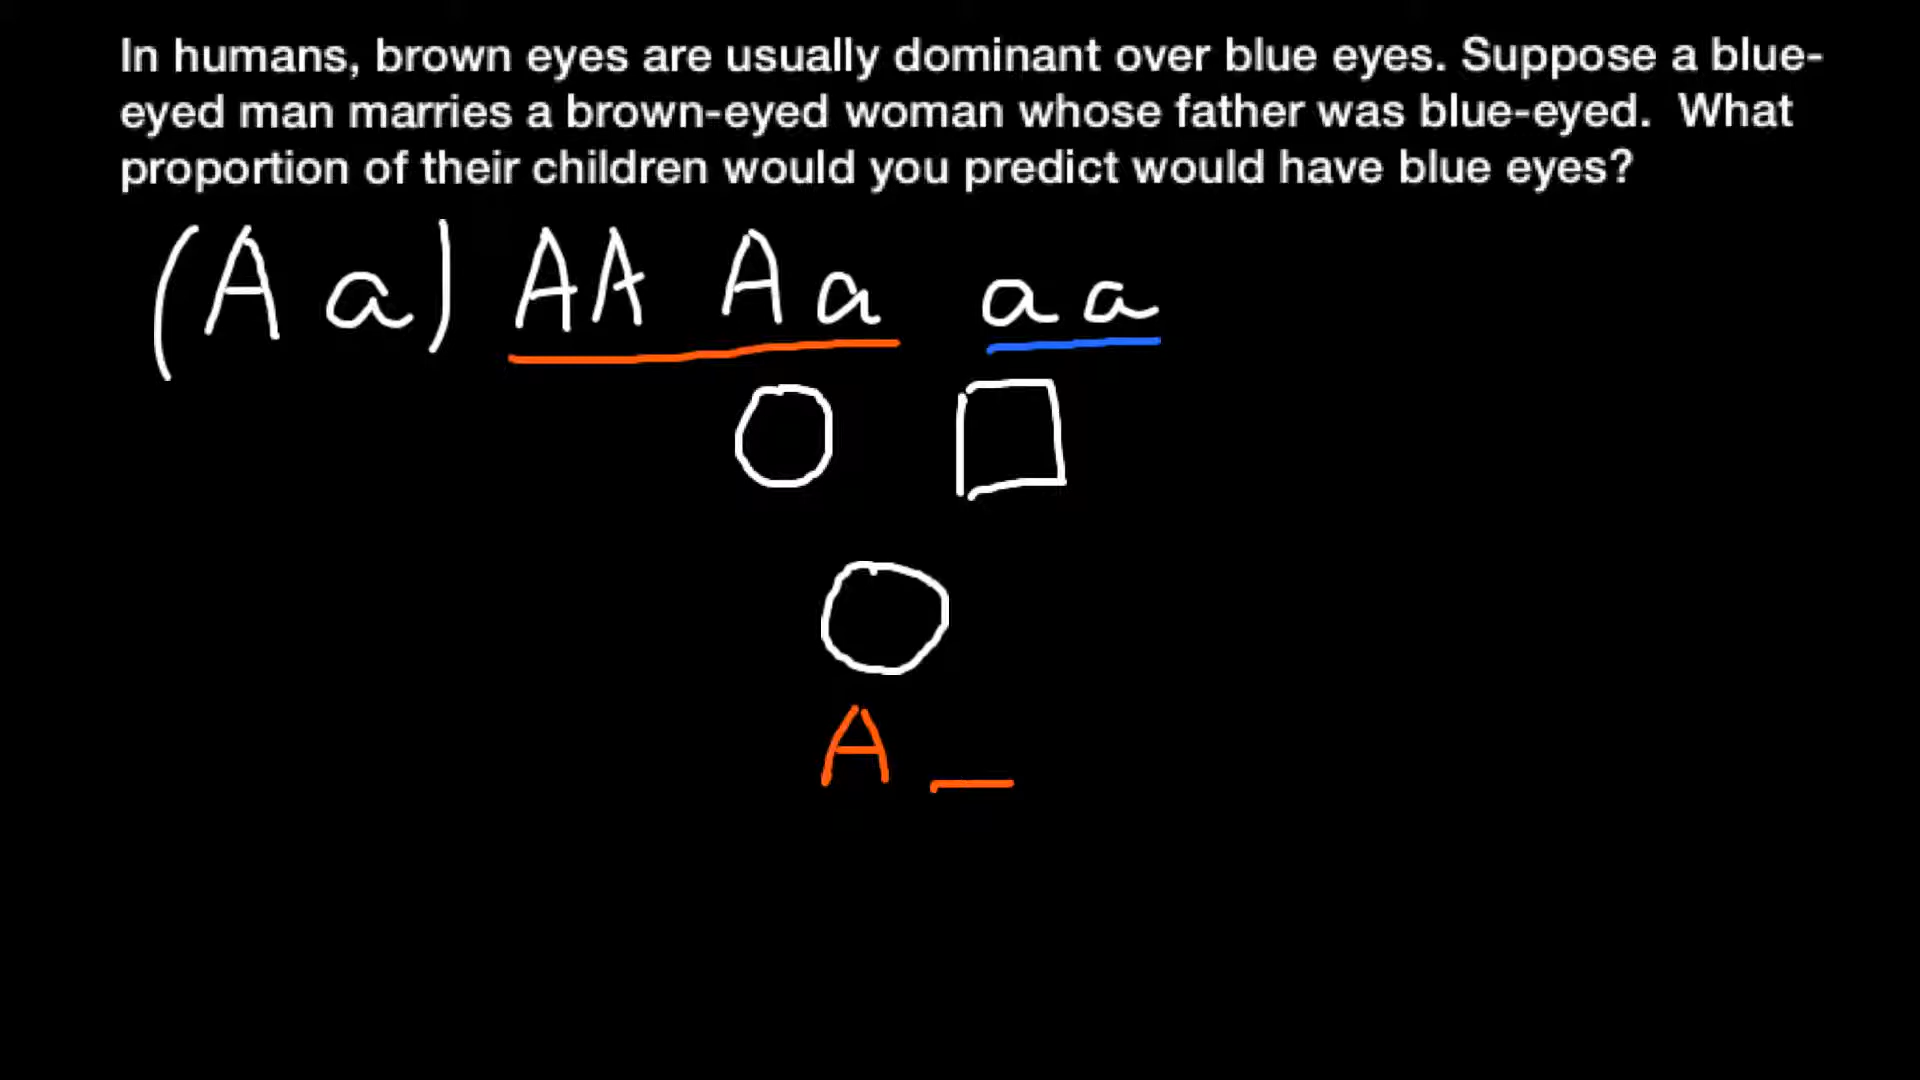 In humans, brown eyes are usually dominant over blue eyes. Suppose a blue-
eyed man marries a brown-eyed woman whose father was blue-eyed.  What
proportion of their children would you predict would have blue eyes?
(A a) AA Aa aa
A _